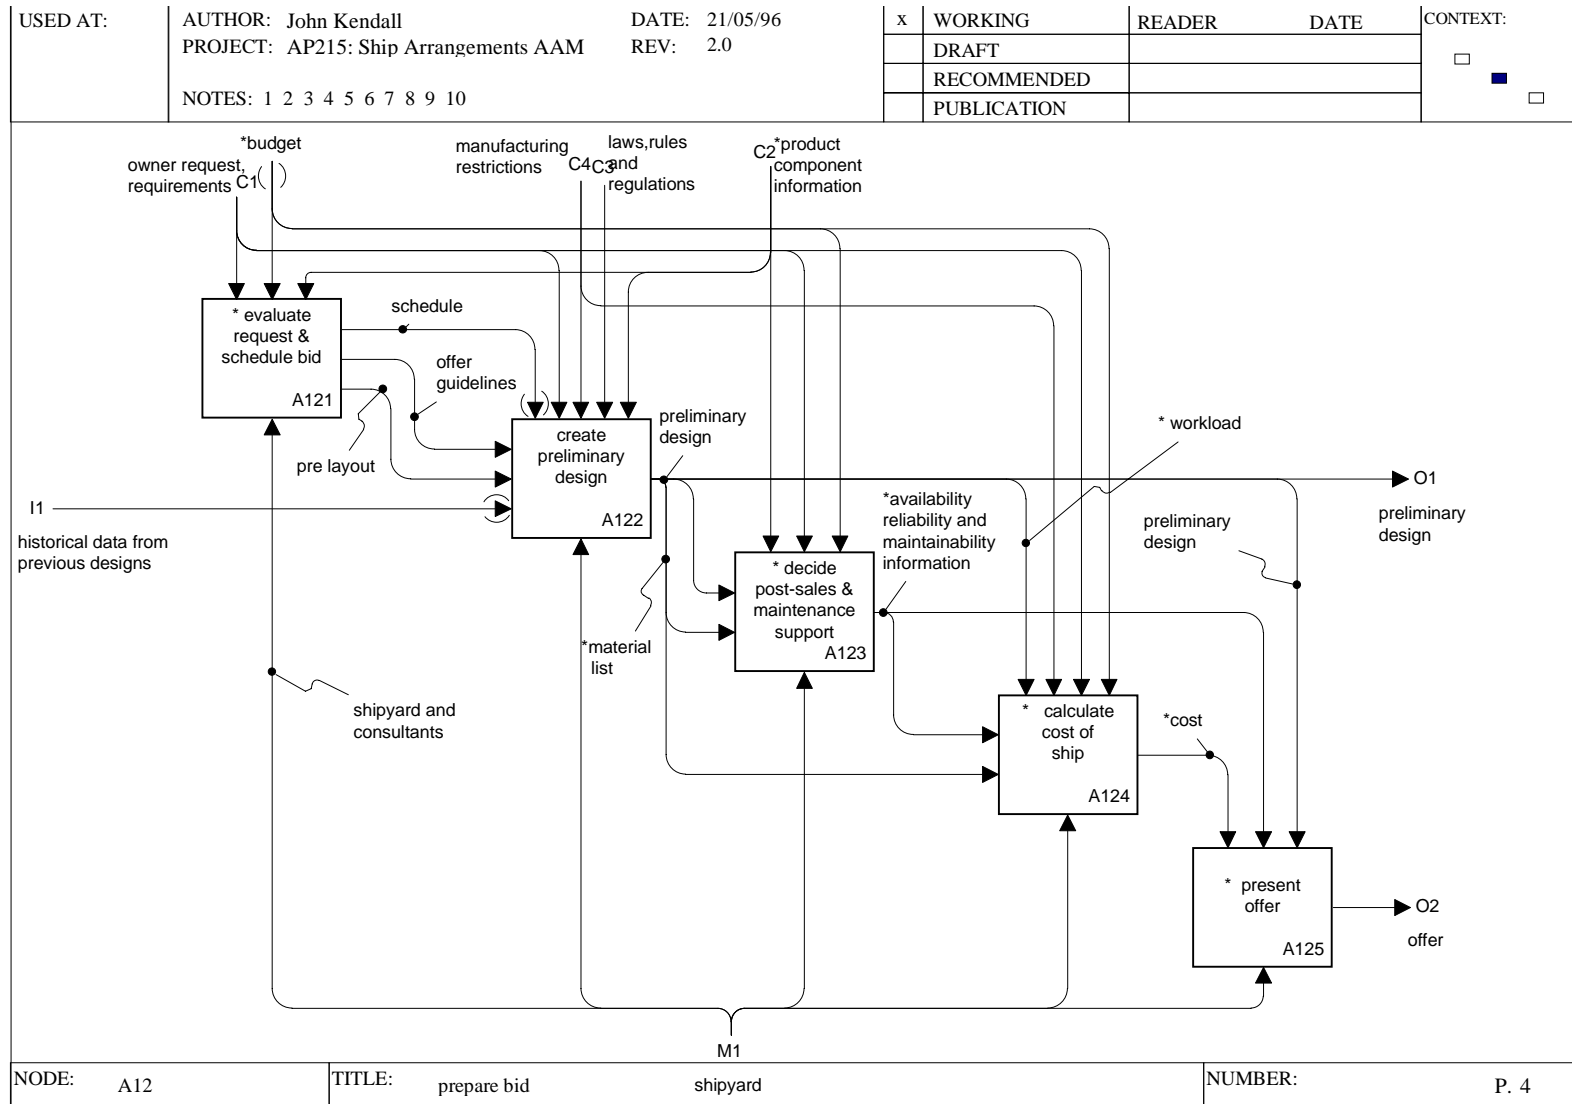 USED AT:
AUTHOR: John Kendall
DATE: 21/05/96
PROJECT: AP215: Ship Arrangements AAM
REV: 2.0
NOTES: 1 2 3 4 5 6 7 8 9 10
x WORKING
DRAFT
RECOMMENDED
PUBLICATION
READER DATE
CONTEXT:
*budget
owner request,
requirements C1
manufacturing
restrictions
C4
C3
laws,rules
and
regulations
C2
*product
component
information
* evaluate
request &
schedule bid
A121
schedule
offer
guidelines
pre layout
create
preliminary
design
A122
preliminary
design
* workload
I1
historical data from
previous designs
*availability
reliability and
maintainability
information
preliminary
design
O1
preliminary
design
* decide
post-sales &
maintenance
support
A123
*material
list
shipyard and
consultants
* calculate
cost of
ship
A124
*cost
* present
offer
A125
O2
offer
M1
NODE: A12
TITLE: prepare bid shipyard
NUMBER: P. 4